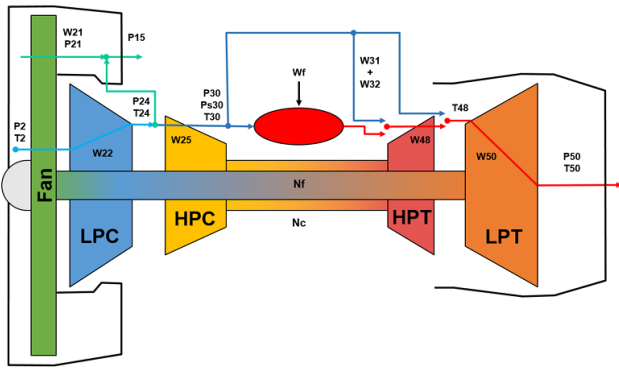 W21
P21
P15
P2
T2
P24
T24
W22
W25
P30
Ps30
T30
Wf
W31
+
W32
T48
W48
W50
P50
T50
Fan
LPC
HPC
Nf
Nc
HPT
LPT